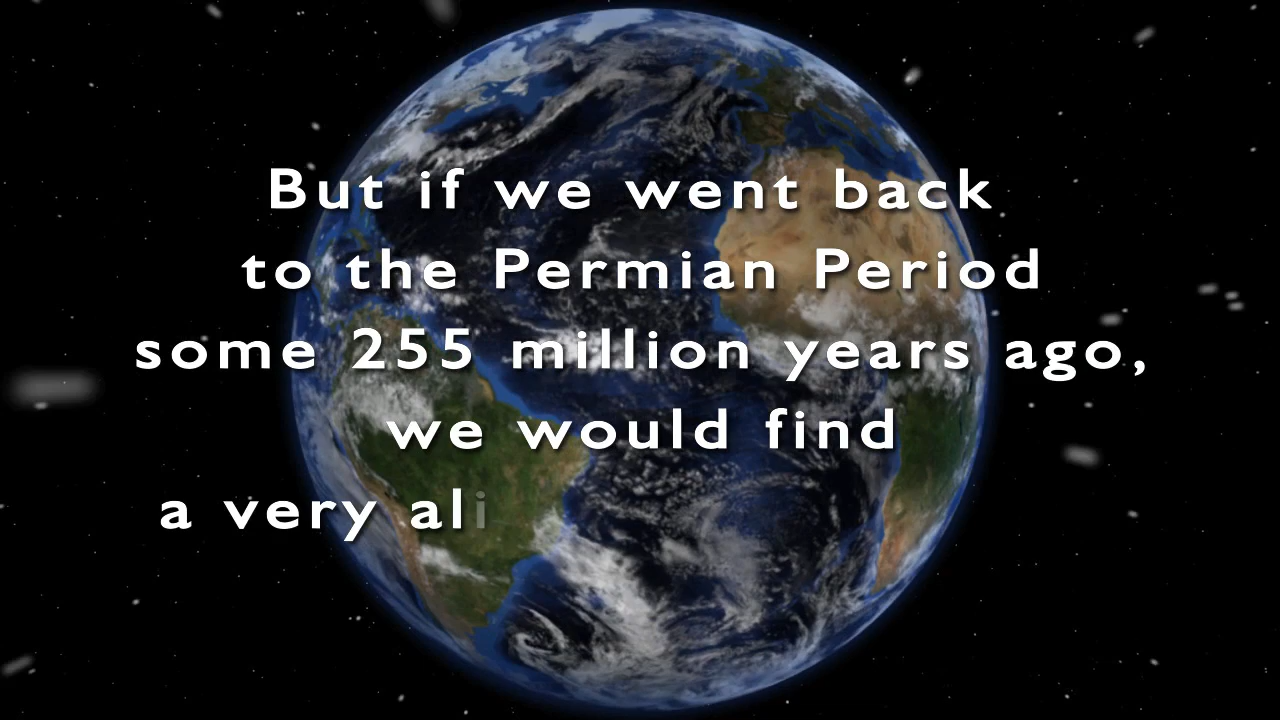 But if we went back
to the Permian Period
some 255 million years ago,
we would find
a very ali